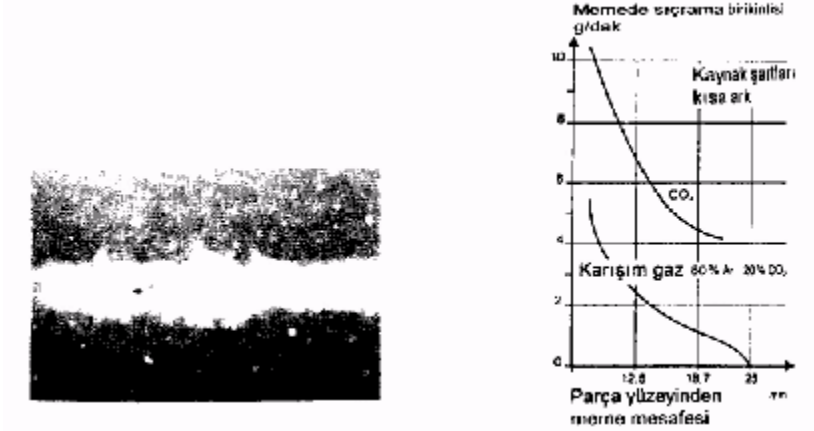 Memede sıçrama birikintisi
g/dak
10
Kaynak şartları
kısa ark
8
6
CO₂
4
Karışım gaz 80% Ar 20% CO₂
2
0
12.5 18,7 25
Parça yüzeyinden mm
meme mesafesi